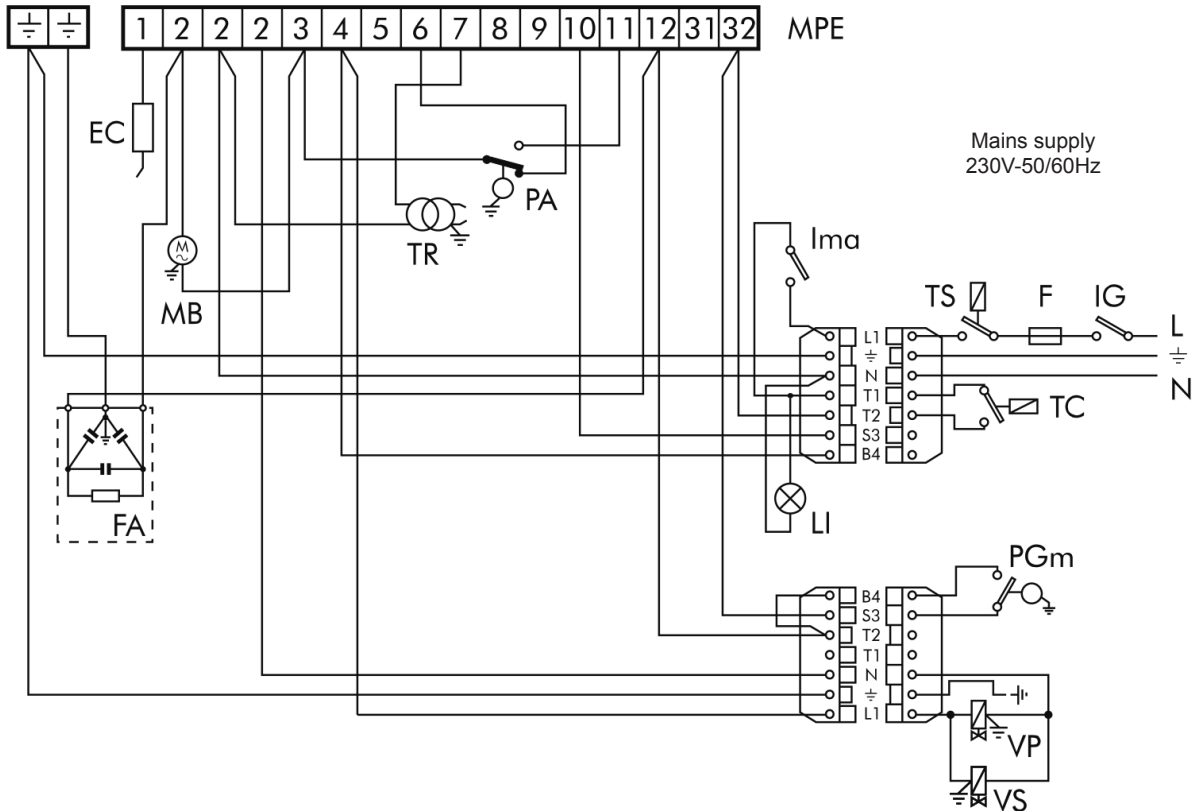 ⏚ ⏚ 1 2 2 2 3 4 5 6 7 8 9 10 11 12 31 32 MPE
EC
Mains supply
230V-50/60Hz
PA
TR
M
~
MB
Ima
TS F IG
L
⏚
N
L1
⏚
N
T1
T2
S3
B4
TC
LI
FA
PGm
B4
S3
T2
T1
N
⏚
L1
VP
VS